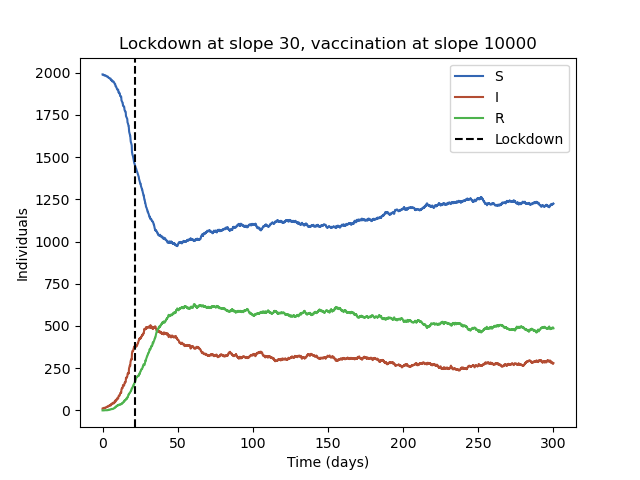 Lockdown at slope 30, vaccination at slope 10000
2000
1750
1500
1250
1000
750
500
250
0
Individuals
S
I
R
Lockdown
0 50 100 150 200 250 300
Time (days)